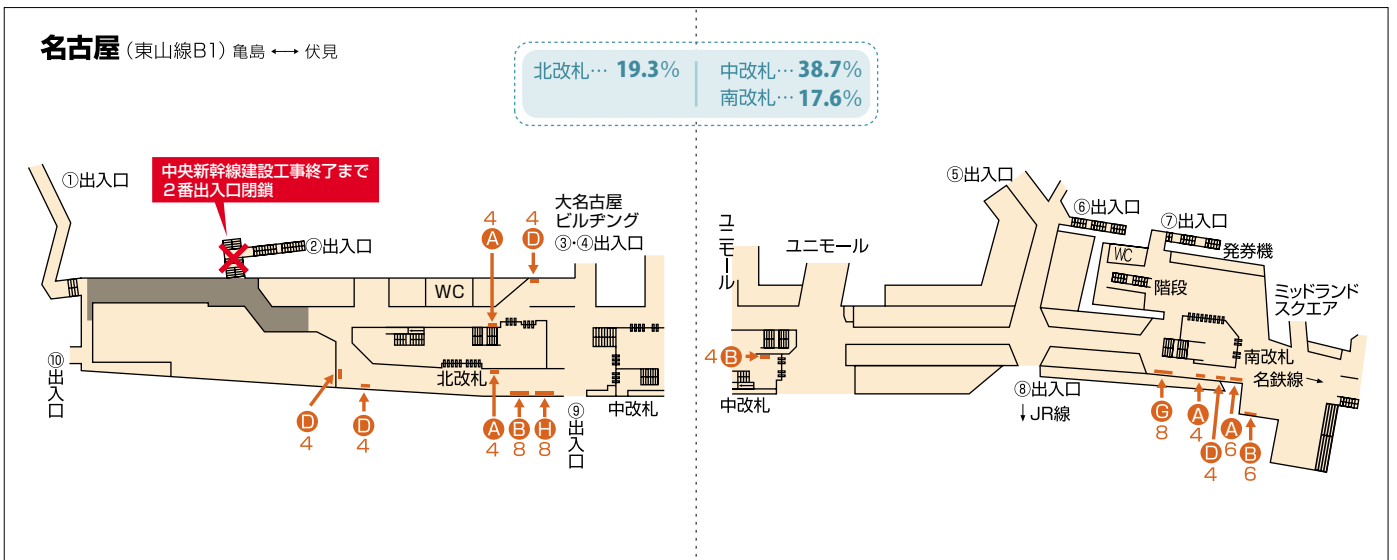 名古屋（東山線B1）亀島 ⟷ 伏見
北改札… 19.3%
中改札… 38.7%
南改札… 17.6%
①出入口
中央新幹線建設工事終了まで
２番出入口閉鎖
②出入口
4
A
4
D
大名古屋
ビルヂング
③・④出入口
WC
⑩出入口
北改札
D
4
D
4
A
4
B
8
H
8
⑨出入口
中改札
ユニモール
ユニモール
4 B
中改札
⑤出入口
⑥出入口
⑦出入口
発券機
WC
階段
ミッドランド
スクエア
南改札
名鉄線→
⑧出入口
↓JR線
G
8
A
4
D
4
A
6
B
6